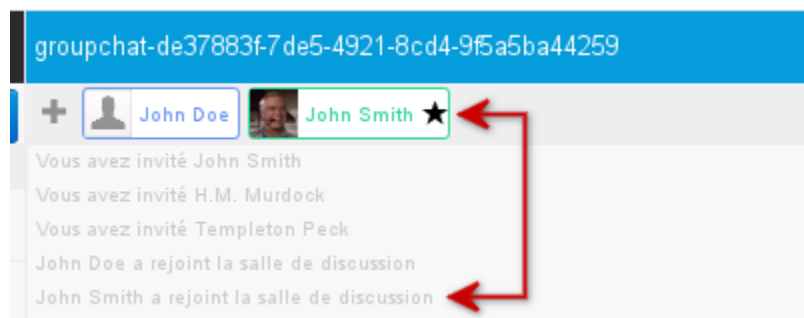 groupchat-de37883f-7de5-4921-8cd4-9f5a5ba44259
John Doe John Smith
Vous avez invité John Smith
Vous avez invité H.M. Murdock
Vous avez invité Templeton Peck
John Doe a rejoint la salle de discussion
John Smith a rejoint la salle de discussion